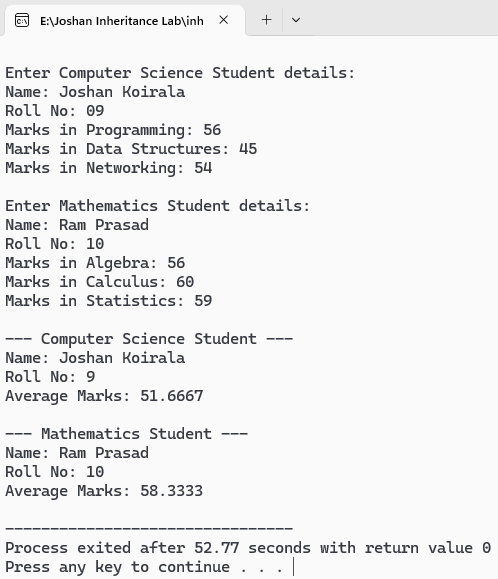 E:\Joshan Inheritance Lab\inh
Enter Computer Science Student details:
Name: Joshan Koirala
Roll No: 09
Marks in Programming: 56
Marks in Data Structures: 45
Marks in Networking: 54
Enter Mathematics Student details:
Name: Ram Prasad
Roll No: 10
Marks in Algebra: 56
Marks in Calculus: 60
Marks in Statistics: 59
--- Computer Science Student ---
Name: Joshan Koirala
Roll No: 9
Average Marks: 51.6667
--- Mathematics Student ---
Name: Ram Prasad
Roll No: 10
Average Marks: 58.3333
--------------------------------
Process exited after 52.77 seconds with return value 0
Press any key to continue . . .